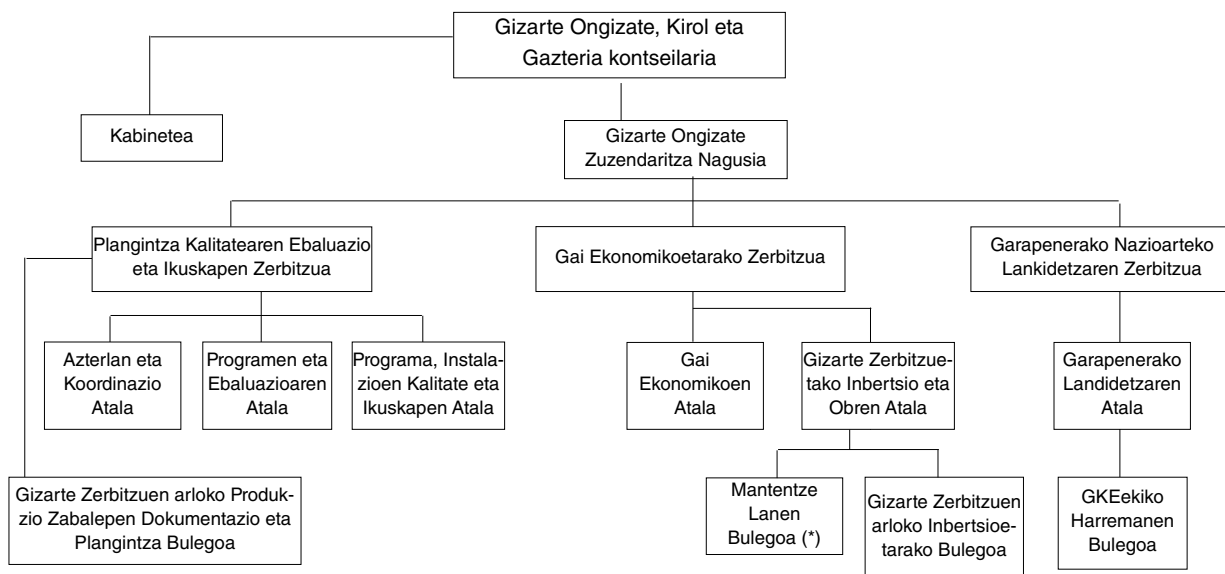 Gizarte Ongizate, Kirol eta
Gazteria kontseilaria
Kabinetea
Gizarte Ongizate
Zuzendaritza Nagusia
Plangintza Kalitatearen Ebaluazio
eta Ikuskapen Zerbitzua
Gai Ekonomikoetarako Zerbitzua
Garapenerako Nazioarteko
Lankidetzaren Zerbitzua
Azterlan eta
Koordinazio
Atala
Programen eta
Ebaluazioaren
Atala
Programa, Instala-
zioen Kalitate eta
Ikuskapen Atala
Gai
Ekonomikoen
Atala
Gizarte Zerbitzue-
tako Inbertsio eta
Obren Atala
Garapenerako
Landidetzaren
Atala
Gizarte Zerbitzuen arloko Produk-
zio Zabalepen Dokumentazio eta
Plangintza Bulegoa
Mantentze
Lanen
Bulegoa (*)
Gizarte Zerbitzuen
arloko Inbertsioe-
tarako Bulegoa
GKEekiko
Harremanen
Bulegoa